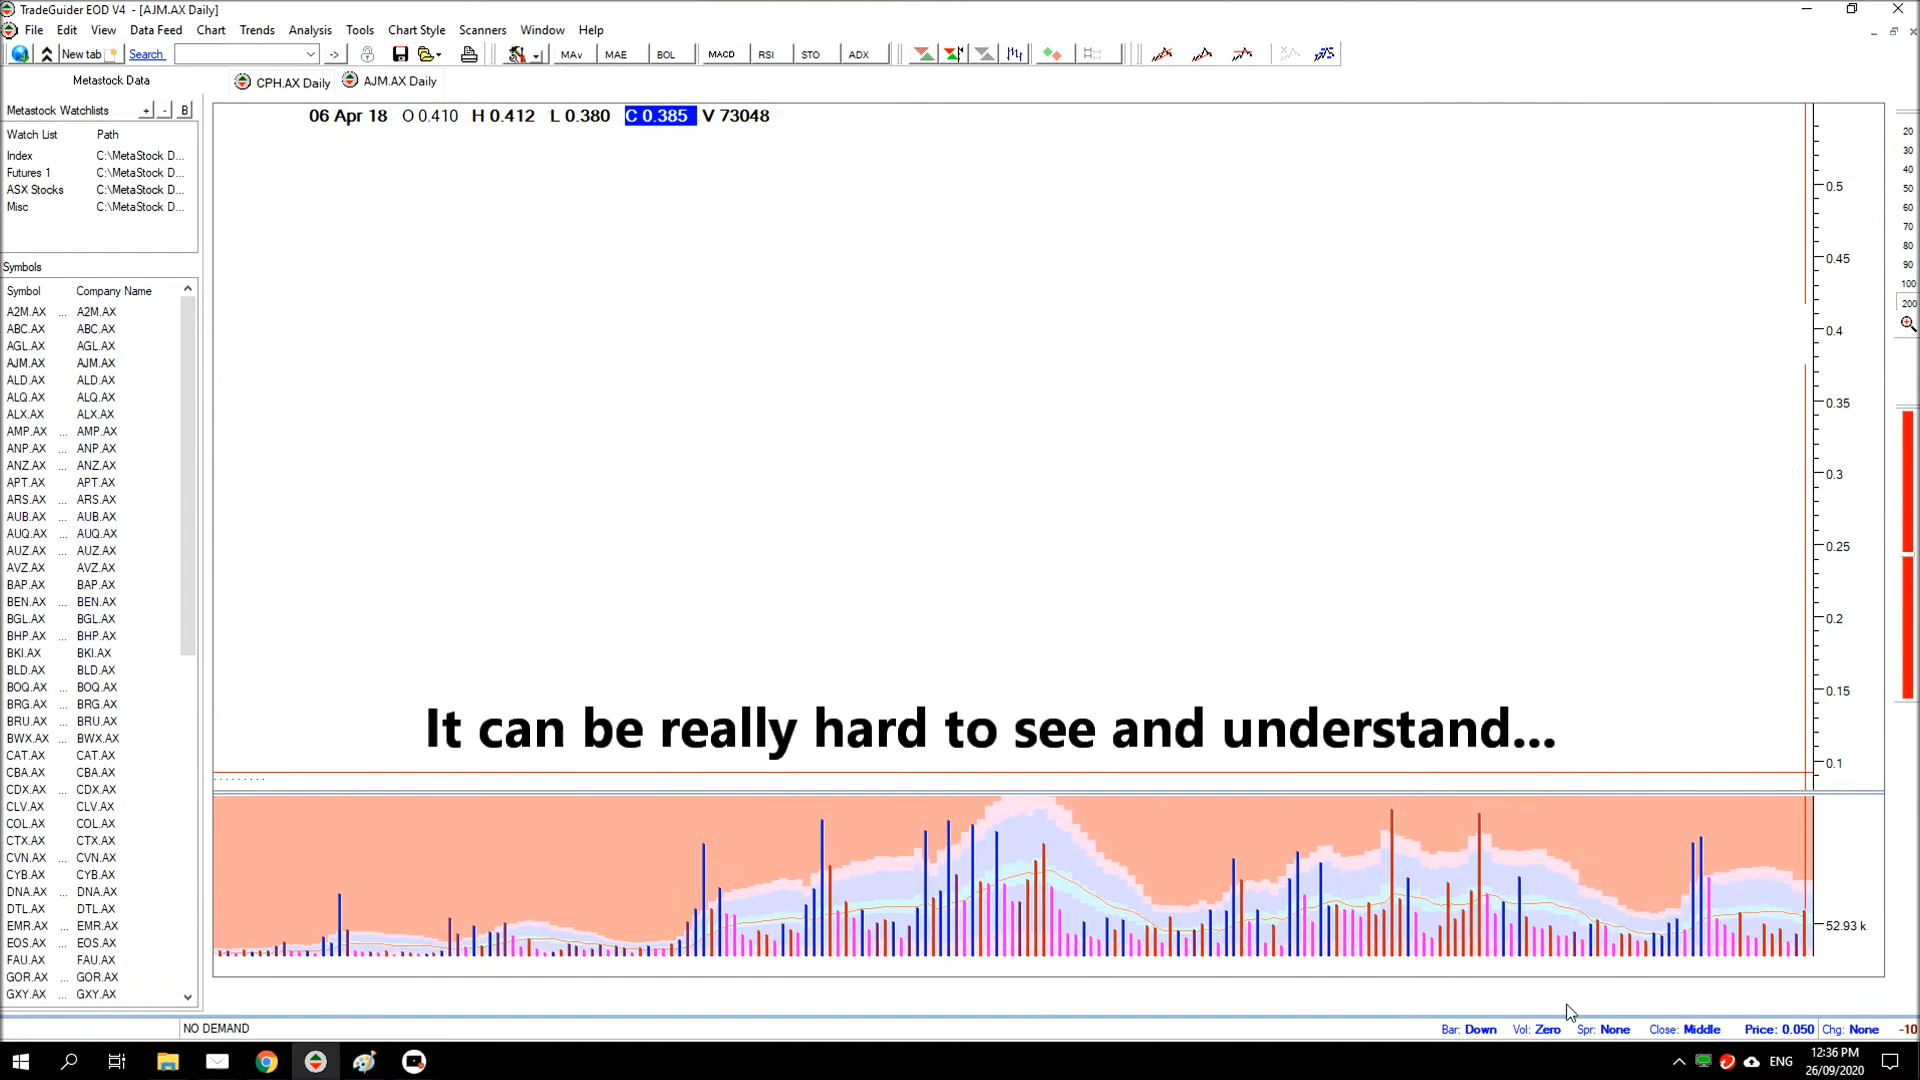 TradeGuider EOD V4 - [AJM.AX Daily]
File Edit View Data Feed Chart Trends Analysis Chart Style Tools Scanners Window Help
New tab Search -> MAv MAE BOL MACD RSI STO ADX
Metastock Data
CPH.AX Daily AJM.AX Daily
Metastock Watchlists + - B
Watch List Path
Index C:\MetaStock D...
Futures 1 C:\MetaStock D...
ASX Stocks C:\MetaStock D...
Misc C:\MetaStock D...
Symbols
Symbol Company Name
A2M.AX ... A2M.AX
ABC.AX ABC.AX
AGL.AX AGL.AX
AJM.AX AJM.AX
ALD.AX ALD.AX
ALQ.AX ALQ.AX
ALX.AX ALX.AX
AMP.AX ... AMP.AX
ANP.AX ... ANP.AX
ANZ.AX ... ANZ.AX
APT.AX APT.AX
ARS.AX ... ARS.AX
AUB.AX ... AUB.AX
AUQ.AX ... AUQ.AX
AUZ.AX ... AUZ.AX
AVZ.AX AVZ.AX
BAP.AX BAP.AX
BEN.AX ... BEN.AX
BGL.AX BGL.AX
BHP.AX ... BHP.AX
BKI.AX BKI.AX
BLD.AX BLD.AX
BOQ.AX ... BOQ.AX
BRG.AX ... BRG.AX
BRU.AX ... BRU.AX
BWX.AX ... BWX.AX
CAT.AX CAT.AX
CBA.AX ... CBA.AX
CDX.AX ... CDX.AX
CLV.AX CLV.AX
COL.AX COL.AX
CTX.AX CTX.AX
CVN.AX ... CVN.AX
CYB.AX ... CYB.AX
DNA.AX ... DNA.AX
DTL.AX ... DTL.AX
EMR.AX ... EMR.AX
EOS.AX ... EOS.AX
FAU.AX FAU.AX
GOR.AX ... GOR.AX
GXY.AX ... GXY.AX
06 Apr 18 O 0.410 H 0.412 L 0.380 C 0.385 V 73048
0.5
0.45
0.4
0.35
0.3
0.25
0.2
0.15
0.1
52.93 k
20
30
40
50
60
70
80
90
100
200
It can be really hard to see and understand...
NO DEMAND
Bar: Down Vol: Zero Spr: None Close: Middle Price: 0.050 Chg: None -10
ENG
12:36 PM
26/09/2020